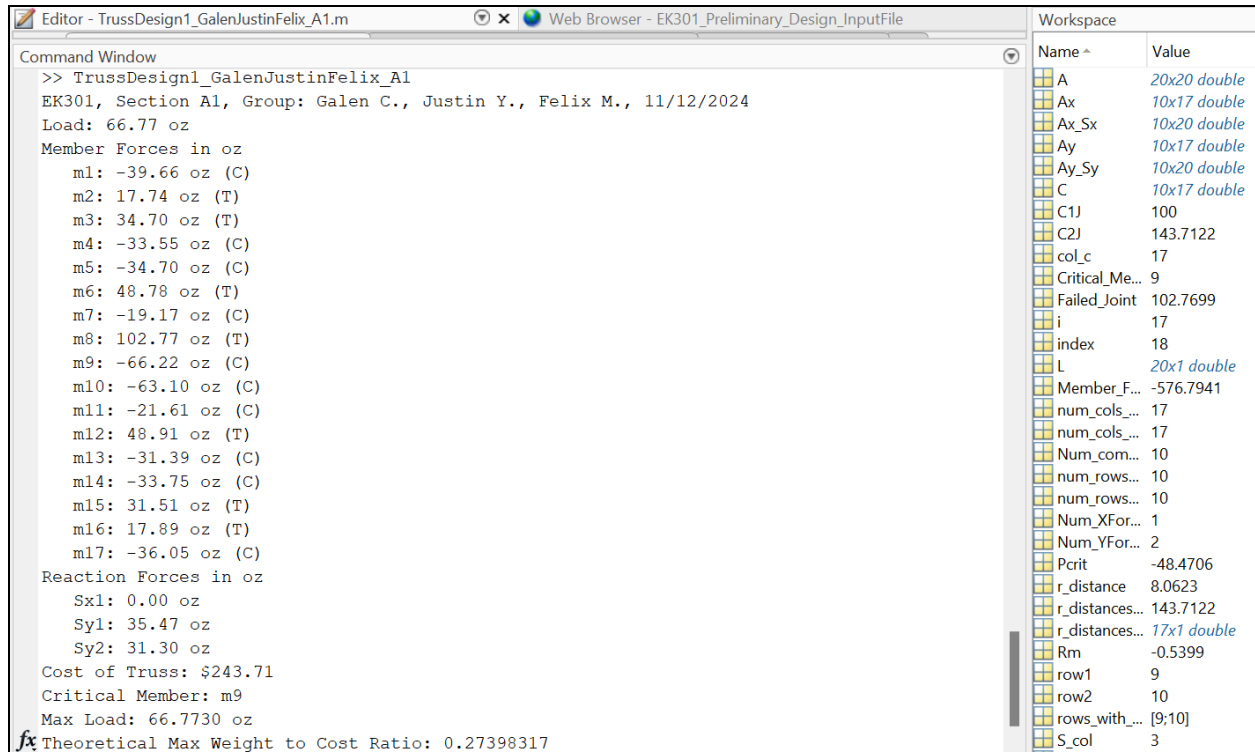 Editor - TrussDesign1_GalenJustinFelix_A1.m
Web Browser - EK301_Preliminary_Design_InputFile
Command Window
>> TrussDesign1_GalenJustinFelix_A1
EK301, Section A1, Group: Galen C., Justin Y., Felix M., 11/12/2024
Load: 66.77 oz
Member Forces in oz
m1: -39.66 oz (C)
m2: 17.74 oz (T)
m3: 34.70 oz (T)
m4: -33.55 oz (C)
m5: -34.70 oz (C)
m6: 48.78 oz (T)
m7: -19.17 oz (C)
m8: 102.77 oz (T)
m9: -66.22 oz (C)
m10: -63.10 oz (C)
m11: -21.61 oz (C)
m12: 48.91 oz (T)
m13: -31.39 oz (C)
m14: -33.75 oz (C)
m15: 31.51 oz (T)
m16: 17.89 oz (T)
m17: -36.05 oz (C)
Reaction Forces in oz
Sx1: 0.00 oz
Sy1: 35.47 oz
Sy2: 31.30 oz
Cost of Truss: $243.71
Critical Member: m9
Max Load: 66.7730 oz
fx Theoretical Max Weight to Cost Ratio: 0.27398317
Workspace
Name Value
A 20x20 double
Ax 10x17 double
Ax_Sx 10x20 double
Ay 10x17 double
Ay_Sy 10x20 double
C 10x17 double
C1J 100
C2J 143.7122
col_c 17
Critical_Me... 9
Failed_Joint 102.7699
i 17
index 18
L 20x1 double
Member_F... -576.7941
num_cols_... 17
num_cols_... 17
Num_com... 10
num_rows... 10
num_rows... 10
Num_XFor... 1
Num_YFor... 2
Pcrit -48.4706
r_distance 8.0623
r_distances... 143.7122
r_distances... 17x1 double
Rm -0.5399
row1 9
row2 10
rows_with_... [9;10]
S_col 3